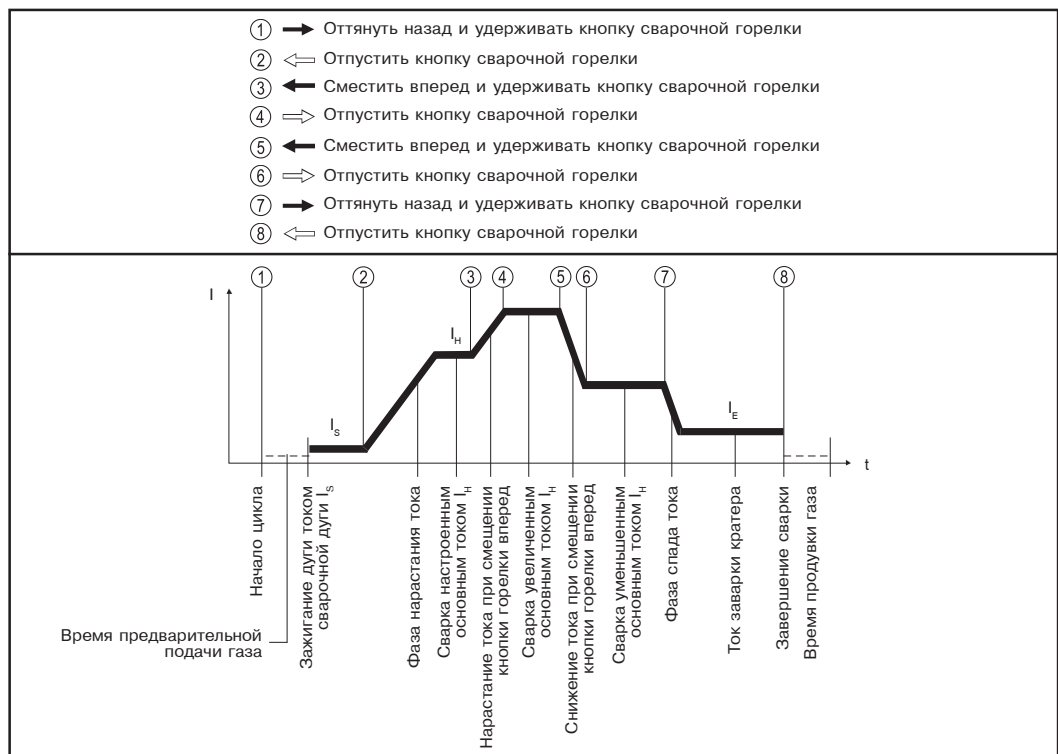 1 Оттянуть назад и удерживать кнопку сварочной горелки
2 Отпустить кнопку сварочной горелки
3 Сместить вперед и удерживать кнопку сварочной горелки
4 Отпустить кнопку сварочной горелки
5 Сместить вперед и удерживать кнопку сварочной горелки
6 Отпустить кнопку сварочной горелки
7 Оттянуть назад и удерживать кнопку сварочной горелки
8 Отпустить кнопку сварочной горелки
1 2 3 4 5 6 7 8
I
I_H
I_S
I_E
t
Начало цикла
Зажигание дуги током
сварочной дуги I_S
Фаза нарастания тока
Сварка настроенным
основным током I_H
Нарастание тока при смещении
кнопки горелки вперед
Сварка увеличенным
основным током I_H
Снижение тока при смещении
кнопки горелки вперед
Сварка уменьшенным
основным током I_H
Фаза спада тока
Ток заварки кратера
Завершение сварки
Время продувки газа
Время предварительной
подачи газа